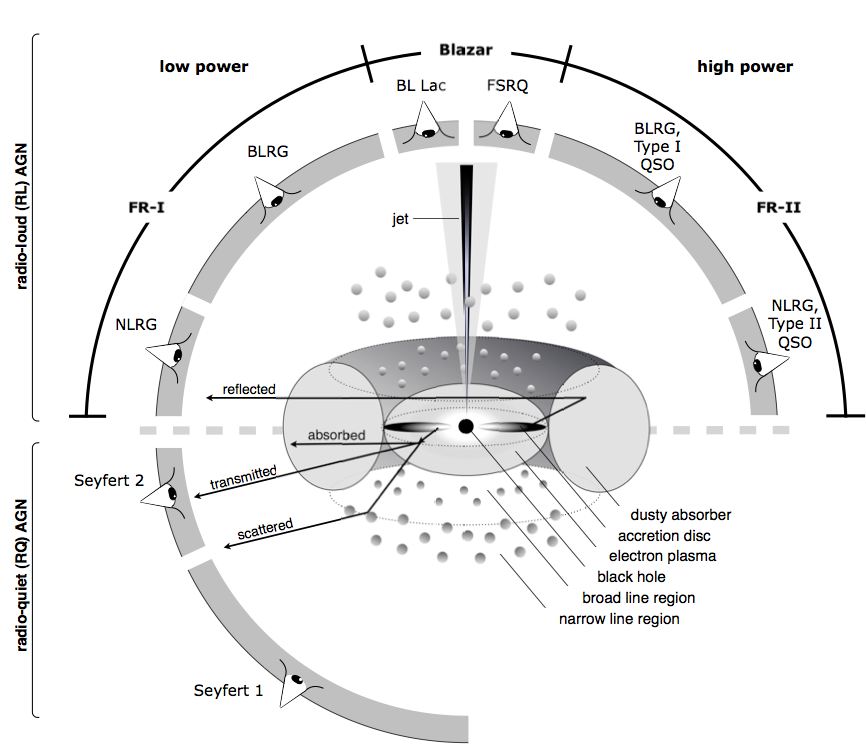 Blazar
low power
high power
BL Lac
FSRQ
BLRG
BLRG,
Type I
QSO
FR-I
FR-II
jet
radio-loud (RL) AGN
NLRG
NLRG,
Type II
QSO
reflected
absorbed
transmitted
scattered
Seyfert 2
dusty absorber
accretion disc
electron plasma
black hole
broad line region
narrow line region
radio-quiet (RQ) AGN
Seyfert 1